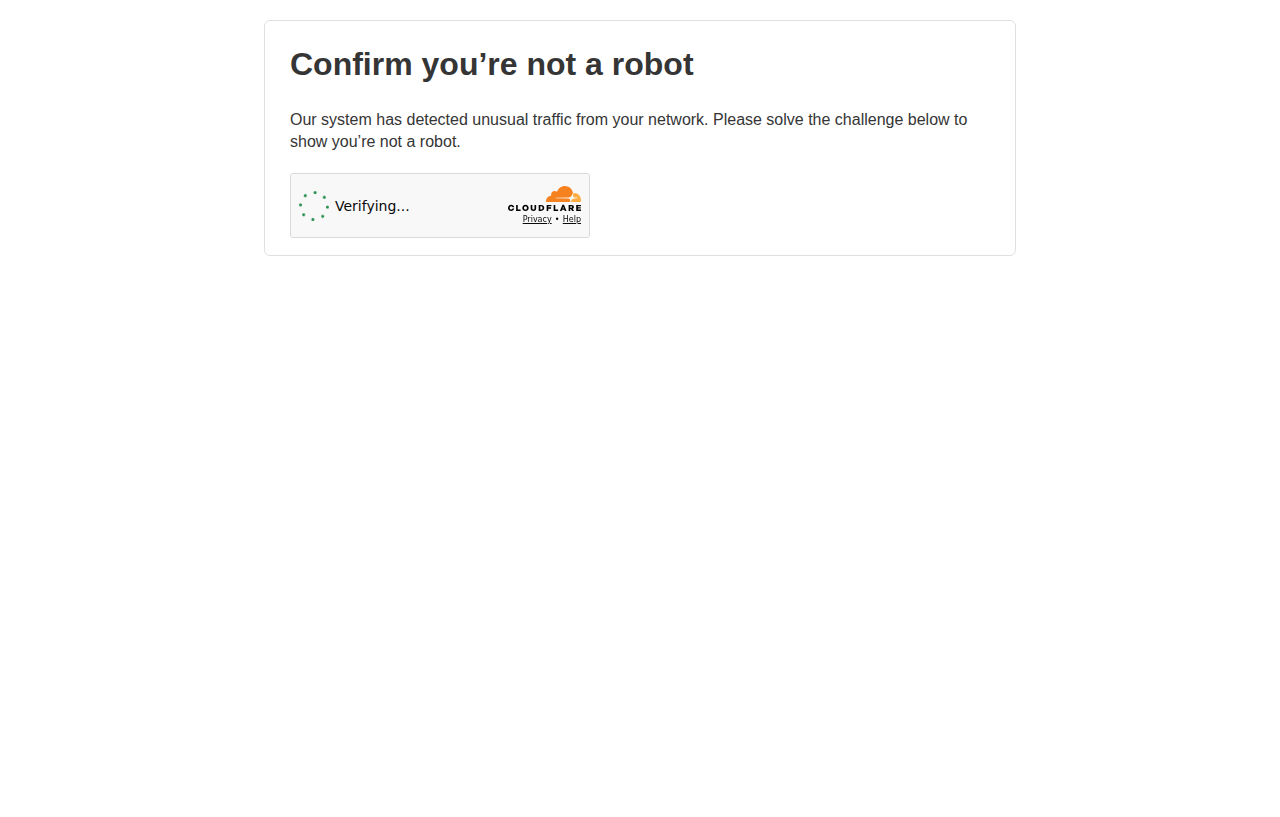 Confirm you’re not a robot
Our system has detected unusual traffic from your network. Please solve the challenge below to
show you’re not a robot.
Verifying...
CLOUDFLARE
Privacy • Help